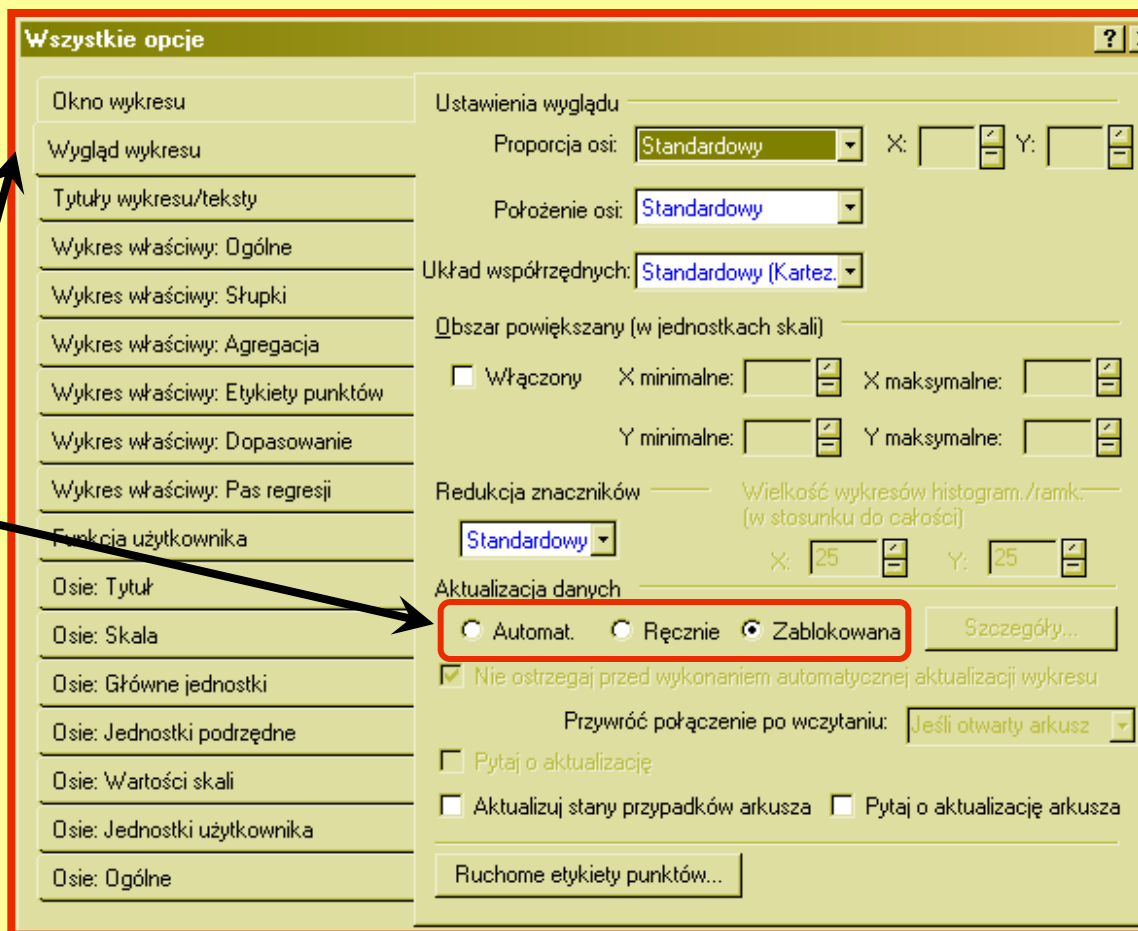 Wszystkie opcje
?
Okno wykresu
Wygląd wykresu
Tytuły wykresu/teksty
Wykres właściwy: Ogólne
Wykres właściwy: Słupki
Wykres właściwy: Agregacja
Wykres właściwy: Etykiety punktów
Wykres właściwy: Dopasowanie
Wykres właściwy: Pas regresji
Funkcja użytkownika
Osie: Tytuł
Osie: Skala
Osie: Główne jednostki
Osie: Jednostki podrzędne
Osie: Wartości skali
Osie: Jednostki użytkownika
Osie: Ogólne
Ustawienia wyglądu
Proporcja osi: Standardowy X: Y:
Położenie osi: Standardowy
Układ współrzędnych: Standardowy (Kartez.
Obszar powiększany (w jednostkach skali)
Włączony X minimalne: X maksymalne:
Y minimalne: Y maksymalne:
Redukcja znaczników
Standardowy
Wielkość wykresów histogram./ramk.
(w stosunku do całości)
X: 25 Y: 25
Aktualizacja danych
Automat. Ręcznie Zablokowana Szczegóły...
Nie ostrzegaj przed wykonaniem automatycznej aktualizacji wykresu
Przywróć połączenie po wczytaniu: Jeśli otwarty arkusz
Pytaj o aktualizację
Aktualizuj stany przypadków arkusza Pytaj o aktualizację arkusza
Ruchome etykiety punktów...